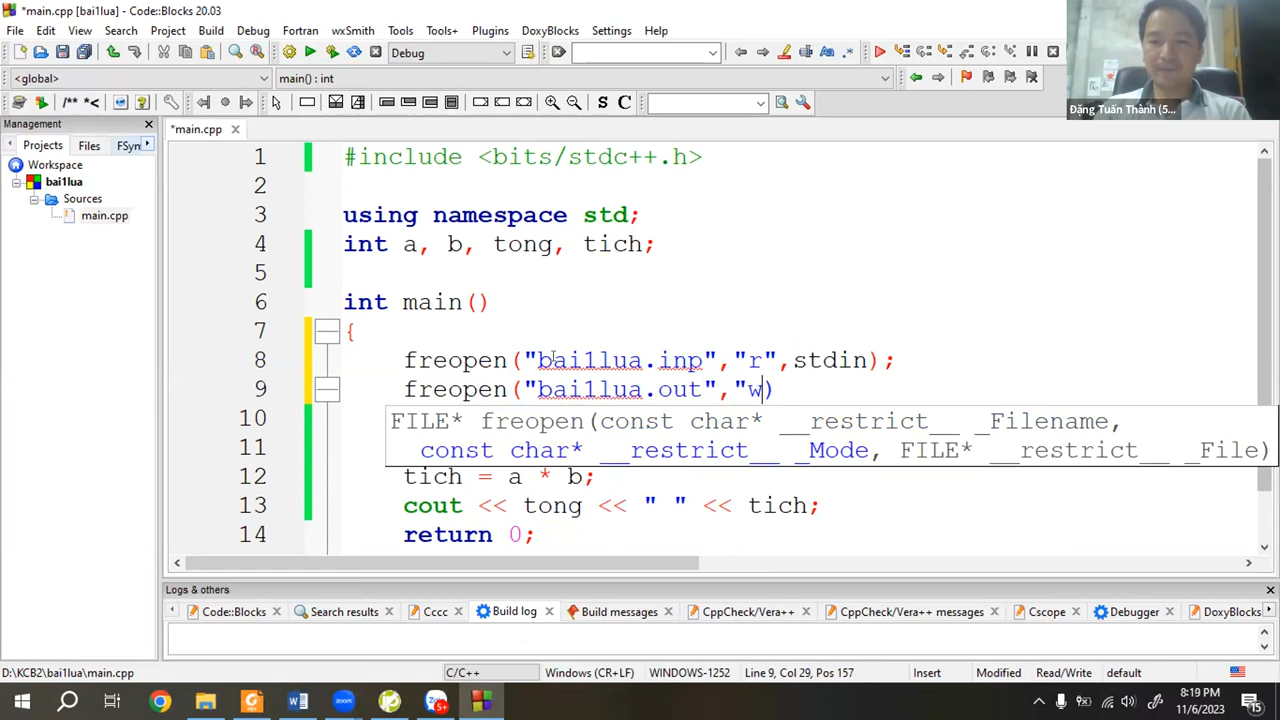 *main.cpp [bai1lua] - Code::Blocks 20.03
File Edit View Search Project Build Debug Fortran wxSmith Tools Tools+ Plugins DoxyBlocks Settings Help
Debug
<global> main() : int
/** *< S C
Đặng Tuấn Thành (5...
Management
Projects Files FSyn
Workspace
bai1lua
Sources
main.cpp
*main.cpp
1 #include <bits/stdc++.h>
2
3 using namespace std;
4 int a, b, tong, tich;
5
6 int main()
7 {
8 freopen("bai1lua.inp","r",stdin);
9 freopen("bai1lua.out","w)
10 FILE* freopen(const char* __restrict__ _Filename,
11 const char* __restrict__ _Mode, FILE* __restrict__ _File)
12 tich = a * b;
13 cout << tong << " " << tich;
14 return 0;
Logs & others
Code::Blocks Search results Cccc Build log Build messages CppCheck/Vera++ CppCheck/Vera++ messages Cscope Debugger DoxyBlocks
D:\KCB2\bai1lua\main.cpp C/C++ Windows (CR+LF) WINDOWS-1252 Line 9, Col 29, Pos 157 Insert Modified Read/Write default
zoom 5+ 8:19 PM
11/6/2023 15